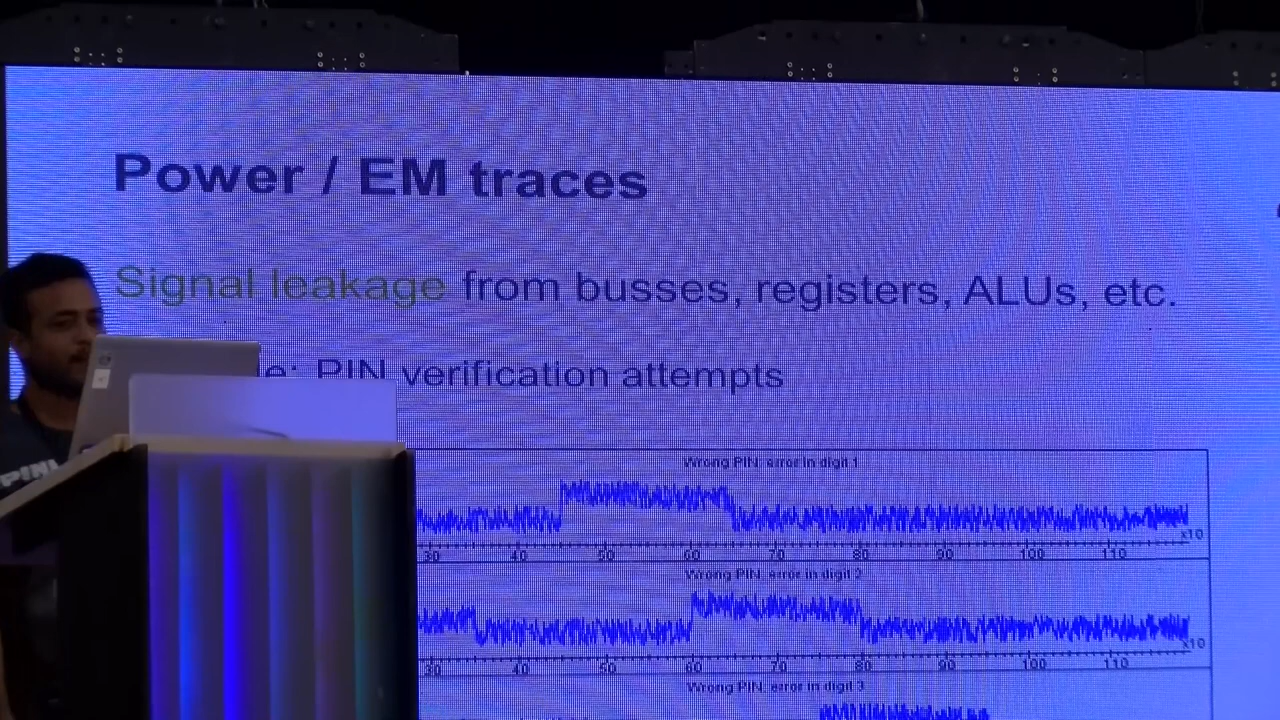 Power / EM traces
Signal leakage from busses, registers, ALUs, etc.
e: PIN verification attempts
Wrong PIN: error in digit 1
30 40 50 60 70 80 90 100 110 x10
Wrong PIN: error in digit 2
30 40 50 60 70 80 90 100 110 x10
Wrong PIN: error in digit 3